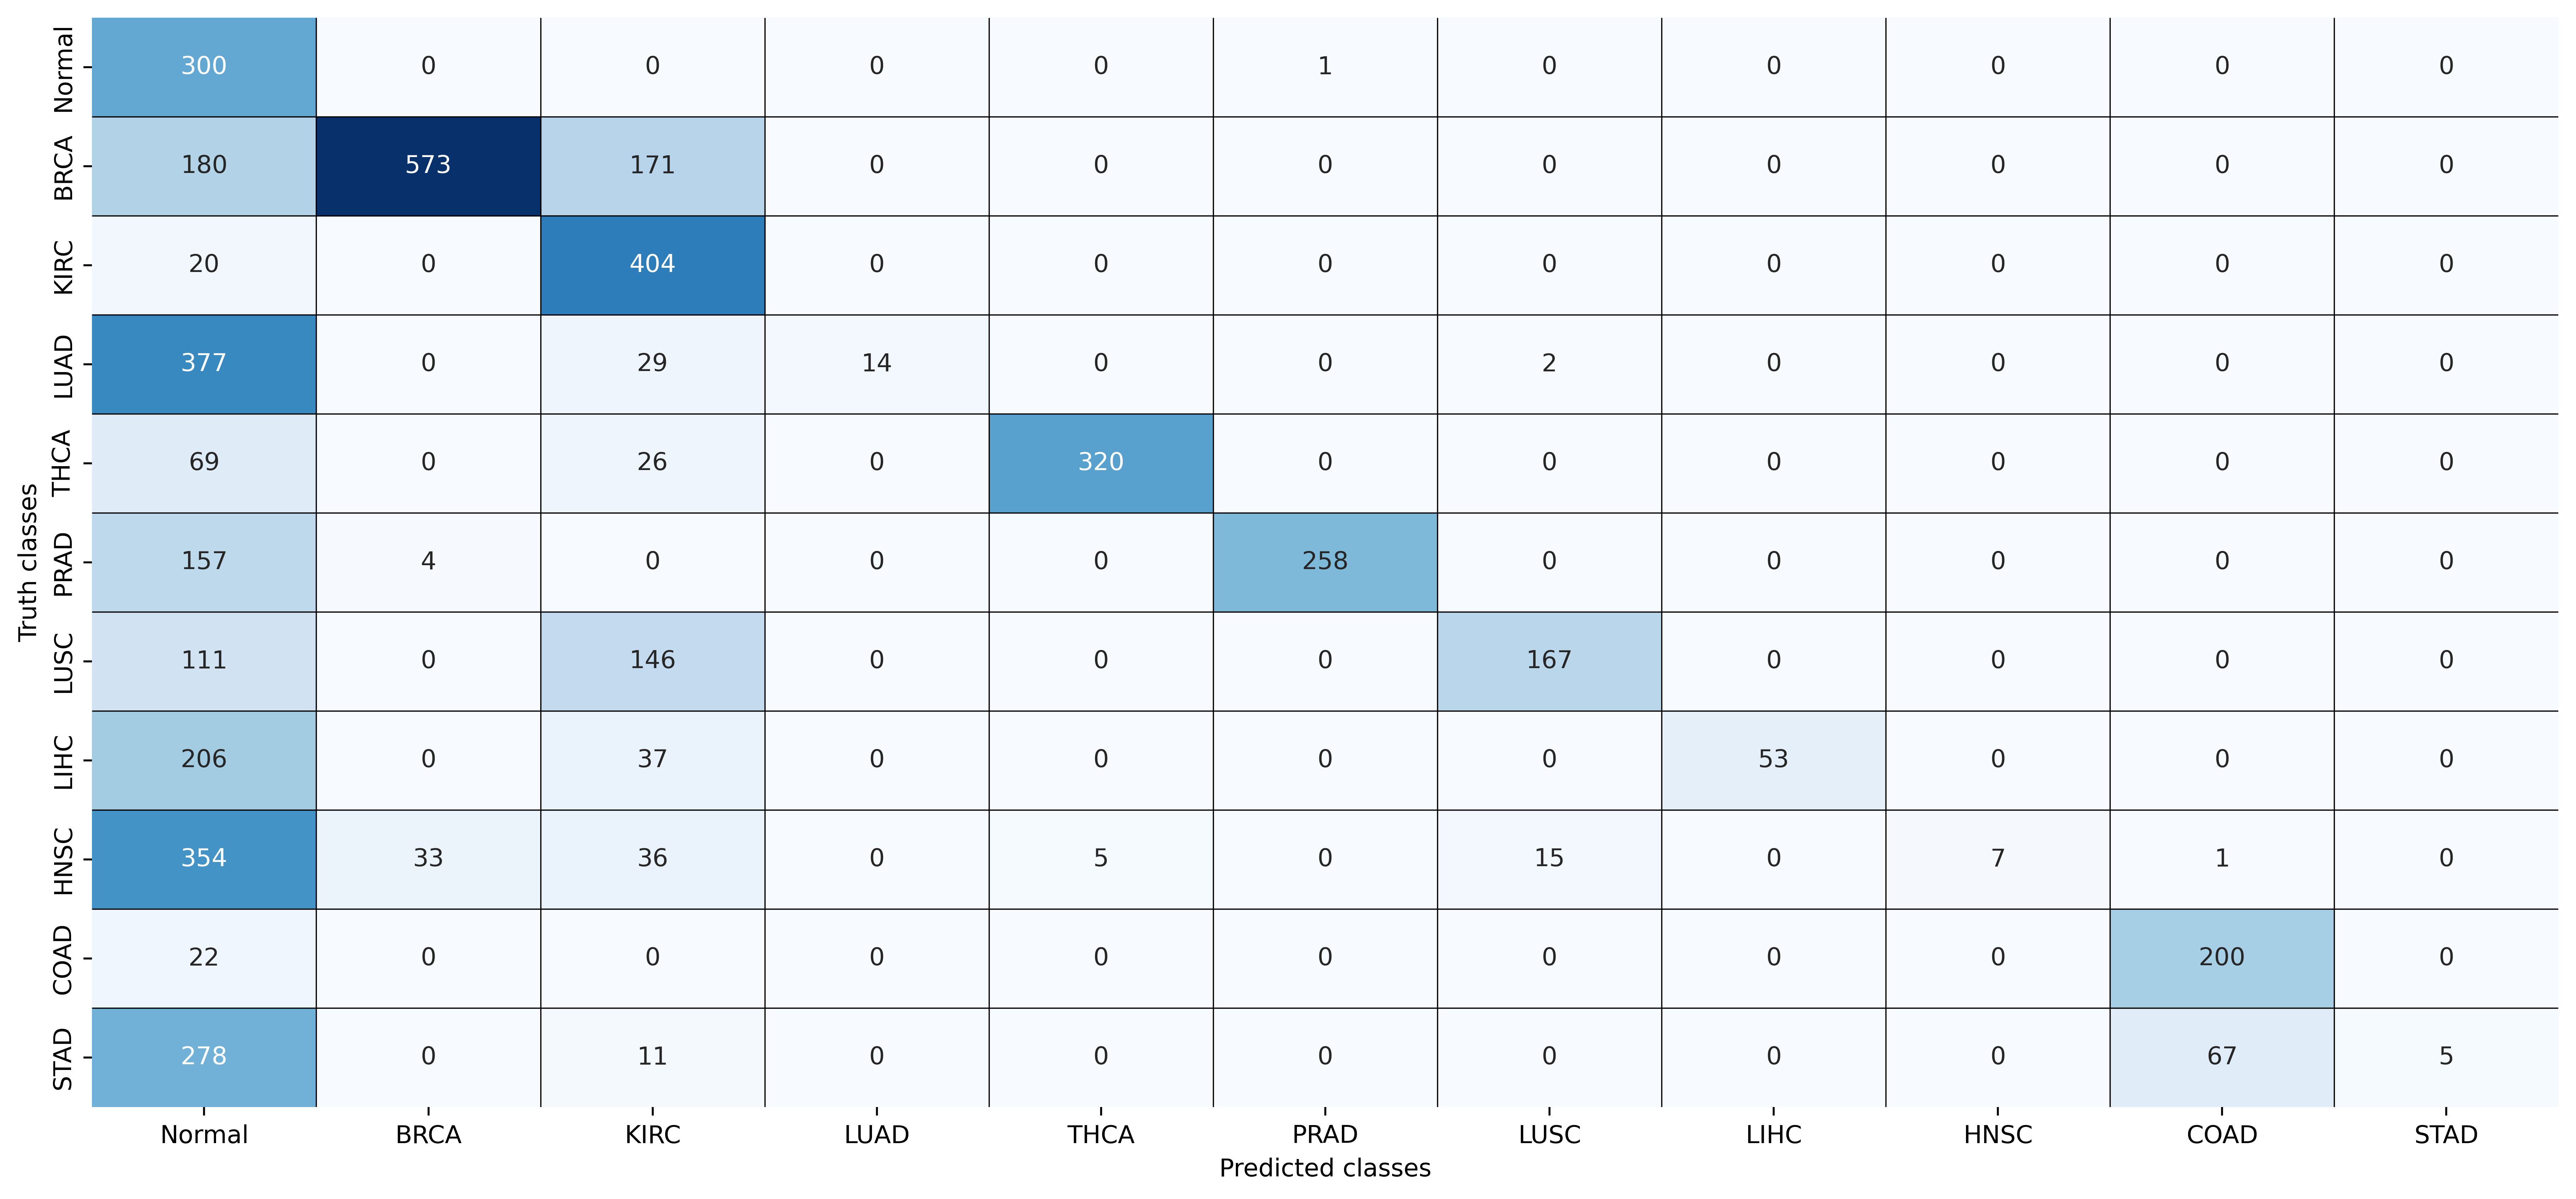 Normal 300 0 0 0 0 1 0 0 0 0 0
BRCA 180 573 171 0 0 0 0 0 0 0 0
KIRC 20 0 404 0 0 0 0 0 0 0 0
LUAD 377 0 29 14 0 0 2 0 0 0 0
THCA 69 0 26 0 320 0 0 0 0 0 0
PRAD 157 4 0 0 0 258 0 0 0 0 0
LUSC 111 0 146 0 0 0 167 0 0 0 0
LIHC 206 0 37 0 0 0 0 53 0 0 0
HNSC 354 33 36 0 5 0 15 0 7 1 0
COAD 22 0 0 0 0 0 0 0 0 200 0
STAD 278 0 11 0 0 0 0 0 0 67 5
Truth classes
Normal BRCA KIRC LUAD THCA PRAD LUSC LIHC HNSC COAD STAD
Predicted classes